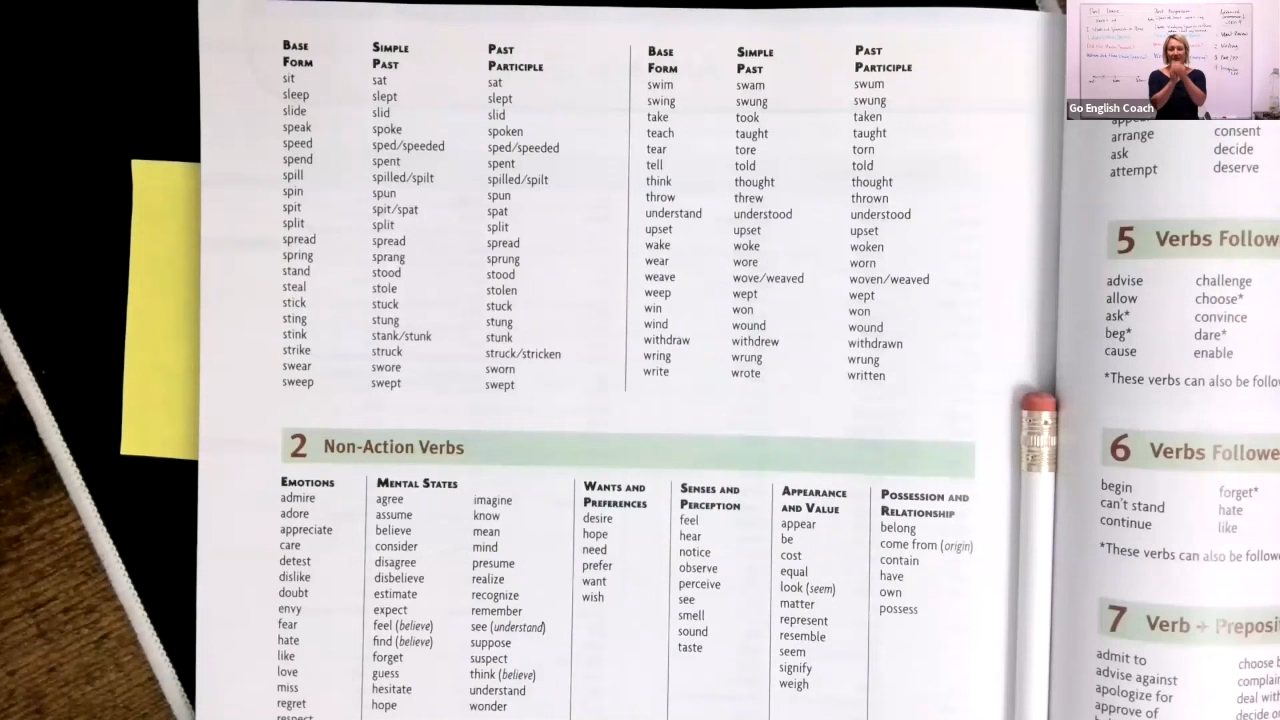 BASE FORM SIMPLE PAST PAST PARTICIPLE
sit sat sat
sleep slept slept
slide slid slid
speak spoke spoken
speed sped/speeded sped/speeded
spend spent spent
spill spilled/spilt spilled/spilt
spin spun spun
spit spit/spat spat
split split split
spread spread spread
spring sprang sprung
stand stood stood
steal stole stolen
stick stuck stuck
sting stung stung
stink stank/stunk stunk
strike struck struck/stricken
swear swore sworn
sweep swept swept
BASE FORM SIMPLE PAST PAST PARTICIPLE
swim swam swum
swing swung swung
take took taken
teach taught taught
tear tore torn
tell told told
think thought thought
throw threw thrown
understand understood understood
upset upset upset
wake woke woken
wear wore worn
weave wove/weaved woven/weaved
weep wept wept
win won won
wind wound wound
withdraw withdrew withdrawn
wring wrung wrung
write wrote written
2 Non-Action Verbs
EMOTIONS
admire
adore
appreciate
care
detest
dislike
doubt
envy
fear
hate
like
love
miss
regret
respect
MENTAL STATES
agree imagine
assume know
believe mean
consider mind
disagree presume
disbelieve realize
estimate recognize
expect remember
feel (believe) see (understand)
find (believe) suppose
forget suspect
guess think (believe)
hesitate understand
hope wonder
WANTS AND
PREFERENCES
desire
hope
need
prefer
want
wish
SENSES AND
PERCEPTION
feel
hear
notice
observe
perceive
see
smell
sound
taste
APPEARANCE
AND VALUE
appear
be
cost
equal
look (seem)
matter
represent
resemble
seem
signify
weigh
POSSESSION AND
RELATIONSHIP
belong
come from (origin)
contain
have
own
possess
Go English Coach
arrange consent
ask decide
attempt deserve
5 Verbs Follow
advise challenge
allow choose*
ask* convince
beg* dare*
cause enable
*These verbs can also be follo
6 Verbs Followe
begin forget*
can't stand hate
continue like
*These verbs can also be follow
7 Verb + Preposit
admit to choose b
advise against complai
apologize for deal with
approve of decide o